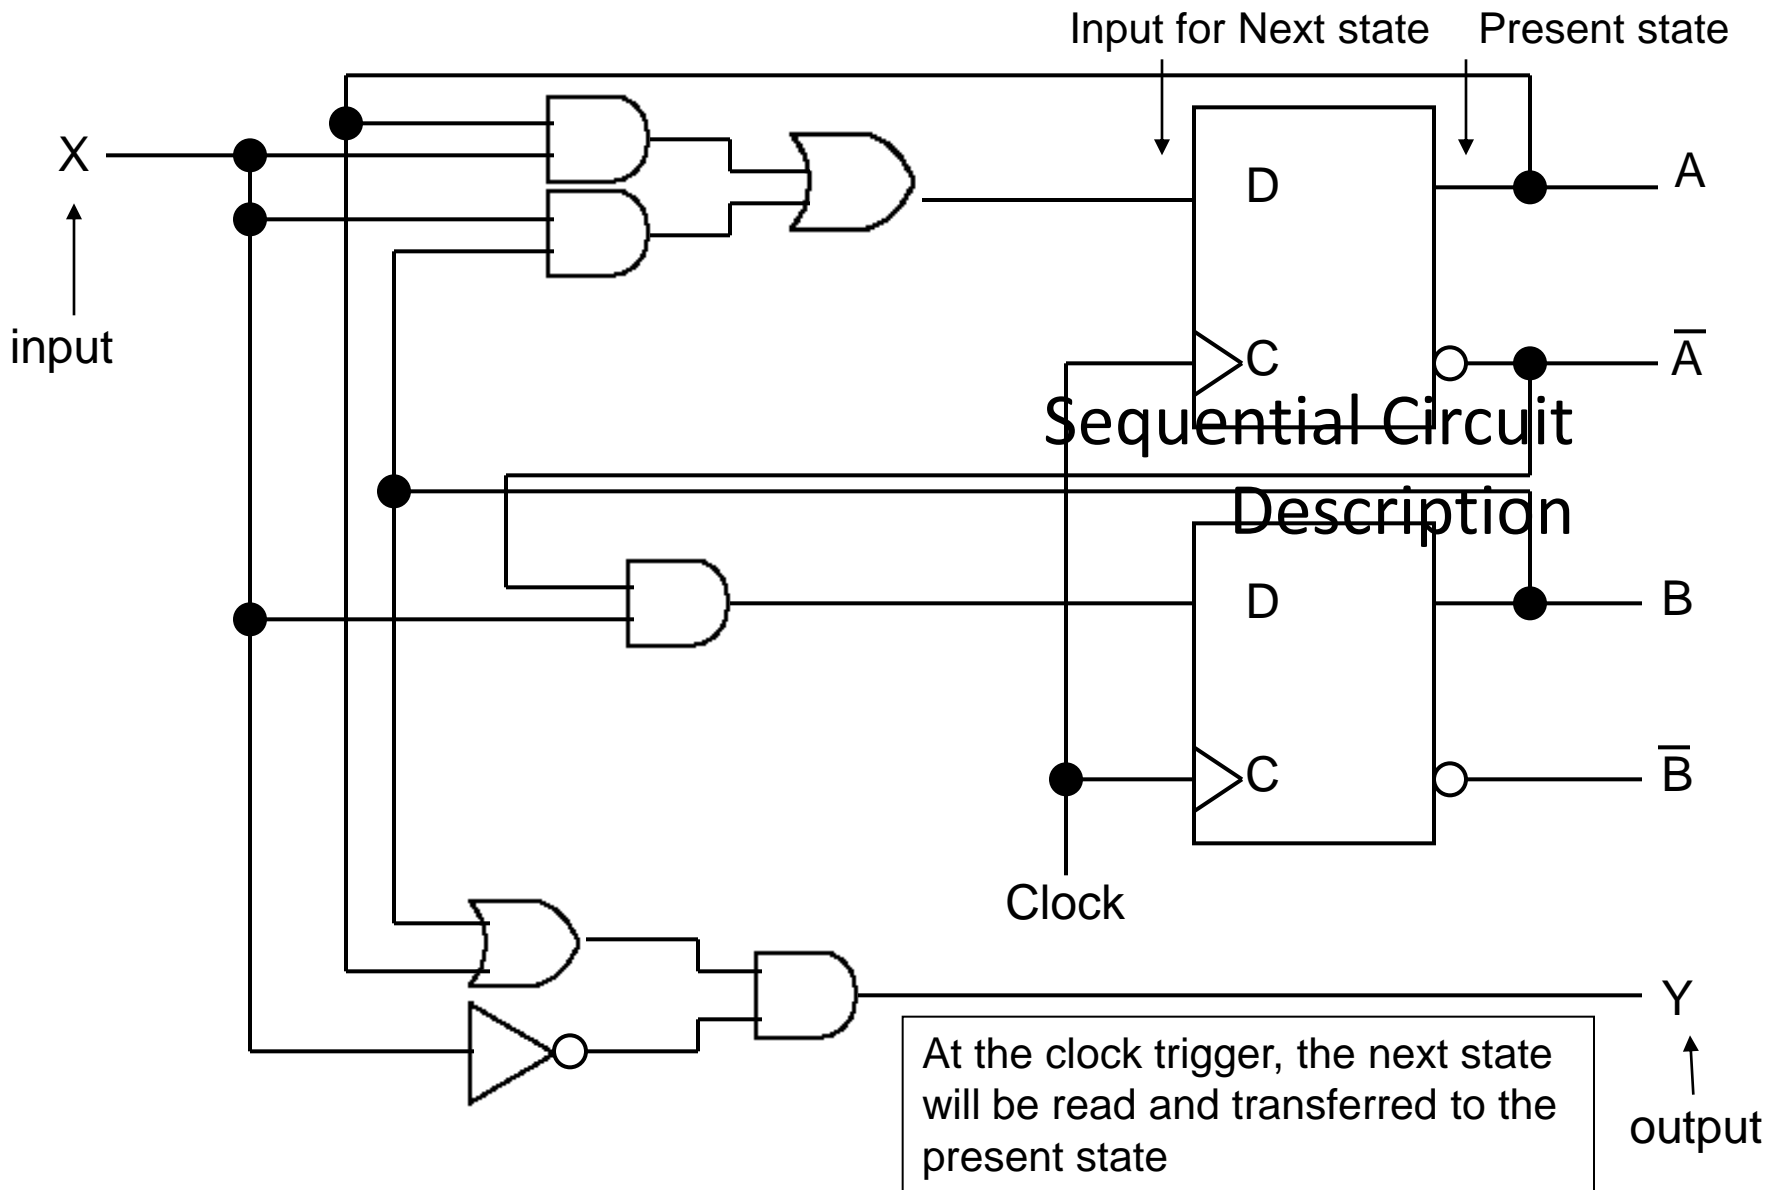 Input for Next state
Present state
X
D
A
input
C
A̅
Sequential Circuit
Description
D
B
C
B̅
Clock
Y
At the clock trigger, the next state
will be read and transferred to the
present state
output